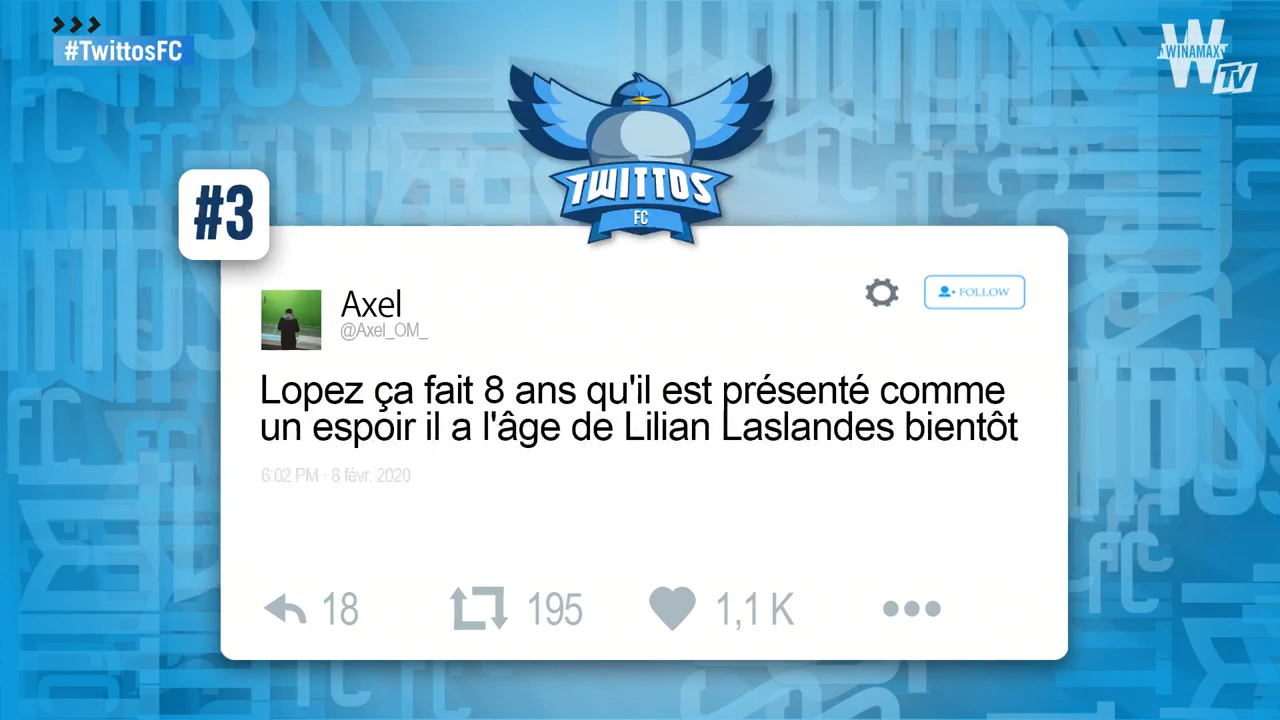 #TwittosFC
WINAMAX
TV
TWITTOS
FC
#3
Axel
@Axel_OM_
FOLLOW
Lopez ça fait 8 ans qu'il est présenté comme
un espoir il a l'âge de Lilian Laslandes bientôt
6:02 PM · 8 févr. 2020
18
195
1,1 K